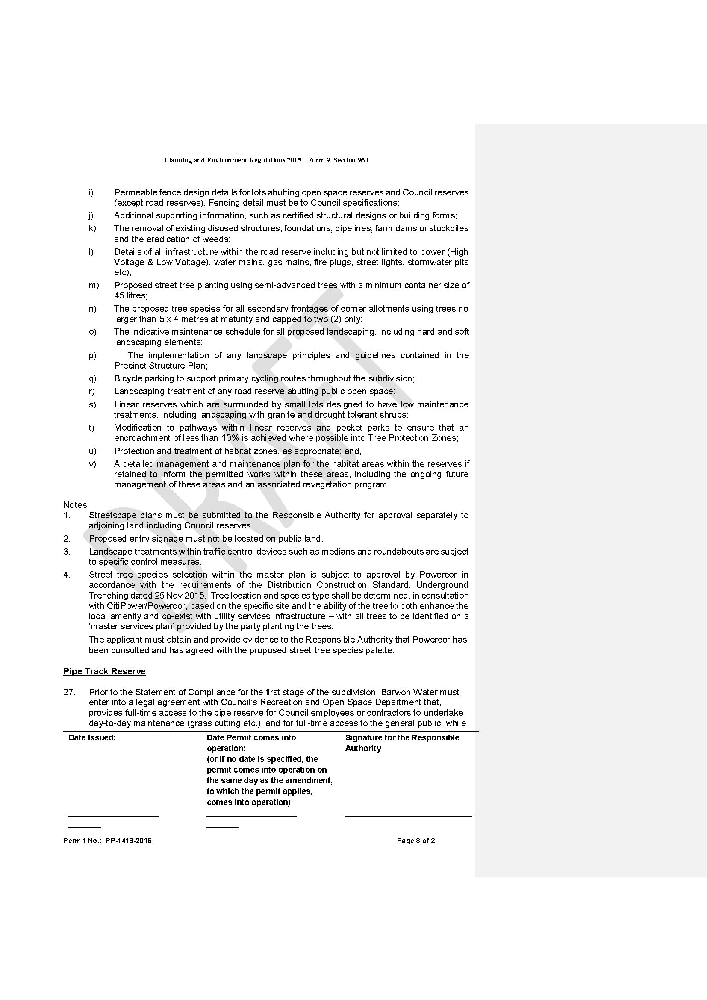 Planning and Environment Regulations 2015 - Form 9. Section 96J
i) Permeable fence design details for lots abutting open space reserves and Council reserves
(except road reserves). Fencing detail must be to Council specifications;
j) Additional supporting information, such as certified structural designs or building forms;
k) The removal of existing disused structures, foundations, pipelines, farm dams or stockpiles
and the eradication of weeds;
l) Details of all infrastructure within the road reserve including but not limited to power (High
Voltage & Low Voltage), water mains, gas mains, fire plugs, street lights, stormwater pits
etc);
m) Proposed street tree planting using semi-advanced trees with a minimum container size of
45 litres;
n) The proposed tree species for all secondary frontages of corner allotments using trees no
larger than 5 x 4 metres at maturity and capped to two (2) only;
o) The indicative maintenance schedule for all proposed landscaping, including hard and soft
landscaping elements;
p) The implementation of any landscape principles and guidelines contained in the
Precinct Structure Plan;
q) Bicycle parking to support primary cycling routes throughout the subdivision;
r) Landscaping treatment of any road reserve abutting public open space;
s) Linear reserves which are surrounded by small lots designed to have low maintenance
treatments, including landscaping with granite and drought tolerant shrubs;
t) Modification to pathways within linear reserves and pocket parks to ensure that an
encroachment of less than 10% is achieved where possible into Tree Protection Zones;
u) Protection and treatment of habitat zones, as appropriate; and,
v) A detailed management and maintenance plan for the habitat areas within the reserves if
retained to inform the permitted works within these areas, including the ongoing future
management of these areas and an associated revegetation program.
Notes
1. Streetscape plans must be submitted to the Responsible Authority for approval separately to
adjoining land including Council reserves.
2. Proposed entry signage must not be located on public land.
3. Landscape treatments within traffic control devices such as medians and roundabouts are subject
to specific control measures.
4. Street tree species selection within the master plan is subject to approval by Powercor in
accordance with the requirements of the Distribution Construction Standard, Underground
Trenching dated 25 Nov 2015. Tree location and species type shall be determined, in consultation
with CitiPower/Powercor, based on the specific site and the ability of the tree to both enhance the
local amenity and co-exist with utility services infrastructure – with all trees to be identified on a
‘master services plan’ provided by the party planting the trees.
The applicant must obtain and provide evidence to the Responsible Authority that Powercor has
been consulted and has agreed with the proposed street tree species palette.
Pipe Track Reserve
27. Prior to the Statement of Compliance for the first stage of the subdivision, Barwon Water must
enter into a legal agreement with Council’s Recreation and Open Space Department that,
provides full-time access to the pipe reserve for Council employees or contractors to undertake
day-to-day maintenance (grass cutting etc.), and for full-time access to the general public, while
Date Issued:
Date Permit comes into
operation:
(or if no date is specified, the
permit comes into operation on
the same day as the amendment,
to which the permit applies,
comes into operation)
Signature for the Responsible
Authority
Permit No.: PP-1418-2015
Page 8 of 2
DRAFT